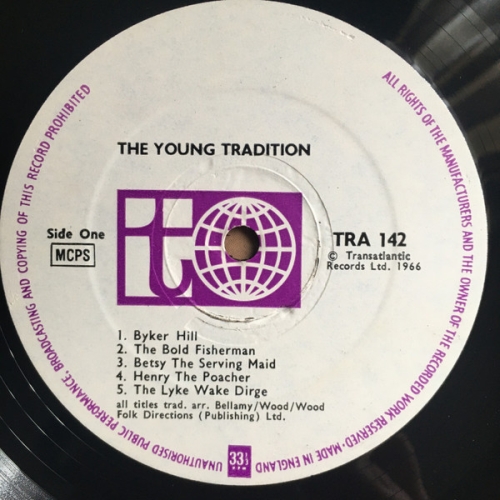 THE YOUNG TRADITION
Side One
MCPS
TRA 142
© Transatlantic
Records Ltd. 1966
1. Byker Hill
2. The Bold Fisherman
3. Betsy The Serving Maid
4. Henry The Poacher
5. The Lyke Wake Dirge
all titles trad. arr. Bellamy/Wood/Wood
Folk Directions (Publishing) Ltd.
33⅓
RPM
ALL RIGHTS OF THE MANUFACTURERS AND THE OWNER OF THE RECORDED WORK RESERVED-MADE IN ENGLAND
UNAUTHORISED PUBLIC PERFORMANCE, BROADCASTING AND COPYING OF THIS RECORD PROHIBITED